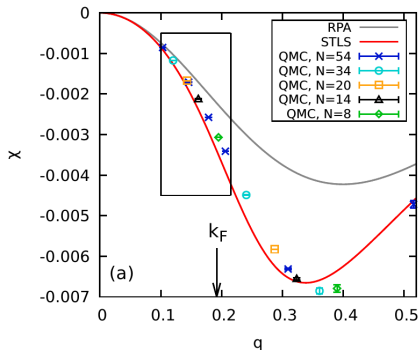 0
-0.001
-0.002
-0.003
-0.004
-0.005
-0.006
-0.007
χ
RPA
STLS
QMC, N=54
QMC, N=34
QMC, N=20
QMC, N=14
QMC, N=8
k_F
(a)
0 0.1 0.2 0.3 0.4 0.5
q